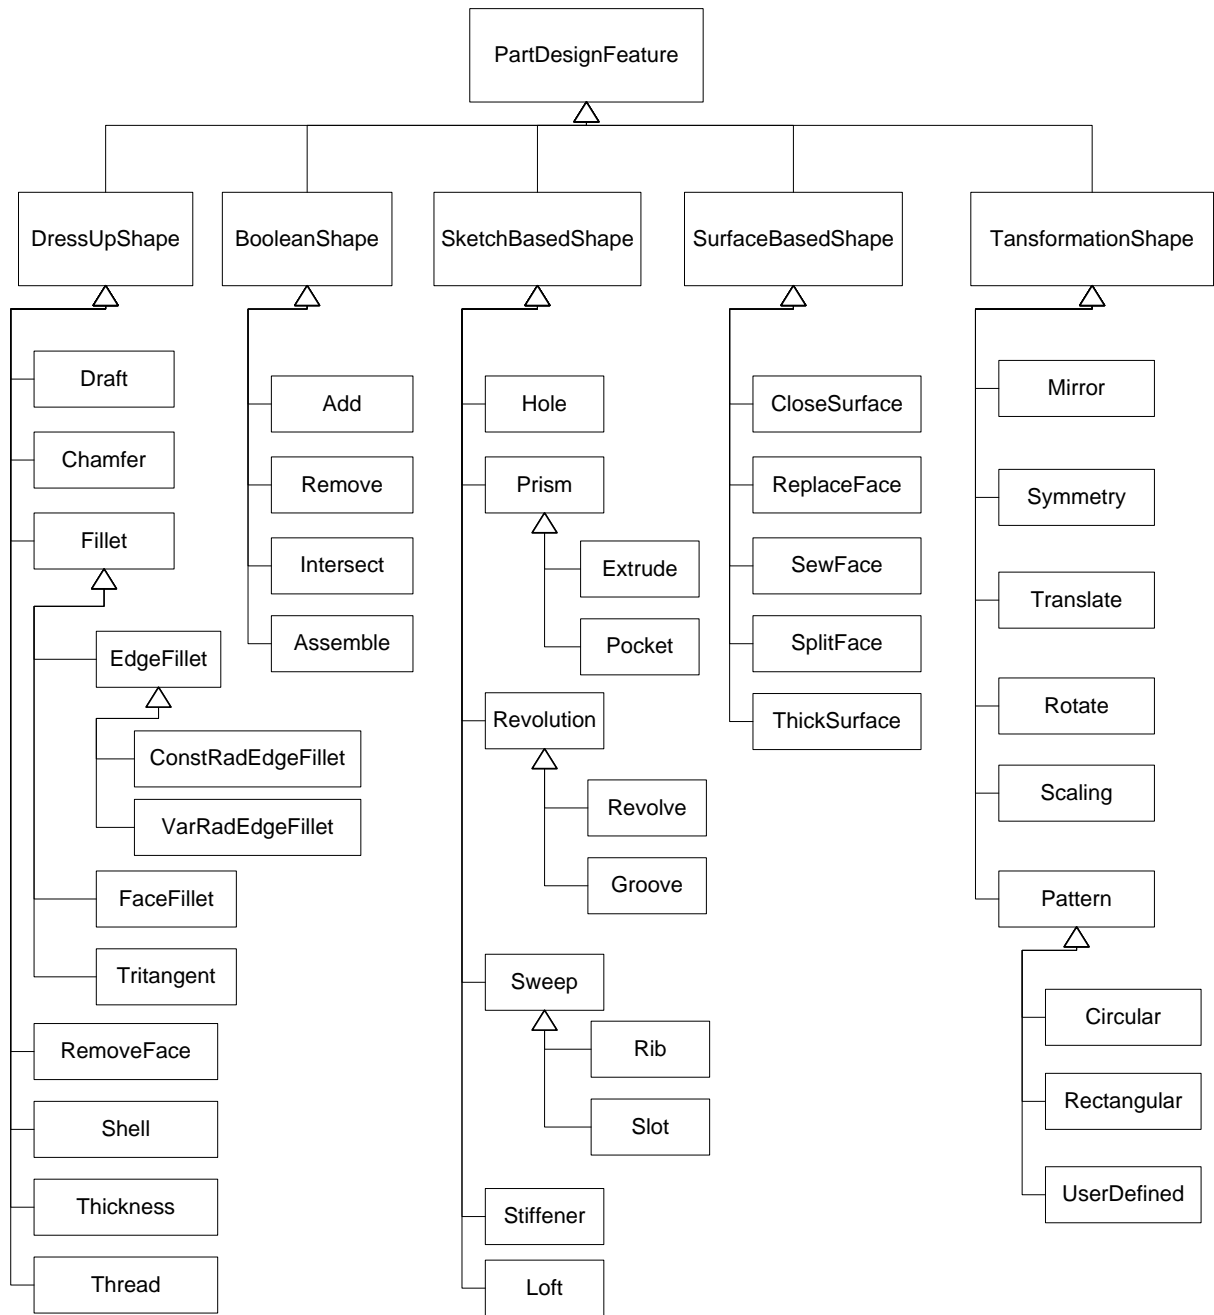 PartDesignFeature
DressUpShape
BooleanShape
SketchBasedShape
SurfaceBasedShape
TansformationShape
Draft
Chamfer
Fillet
EdgeFillet
ConstRadEdgeFillet
VarRadEdgeFillet
FaceFillet
Tritangent
RemoveFace
Shell
Thickness
Thread
Add
Remove
Intersect
Assemble
Hole
Prism
Extrude
Pocket
Revolution
Revolve
Groove
Sweep
Rib
Slot
Stiffener
Loft
CloseSurface
ReplaceFace
SewFace
SplitFace
ThickSurface
Mirror
Symmetry
Translate
Rotate
Scaling
Pattern
Circular
Rectangular
UserDefined